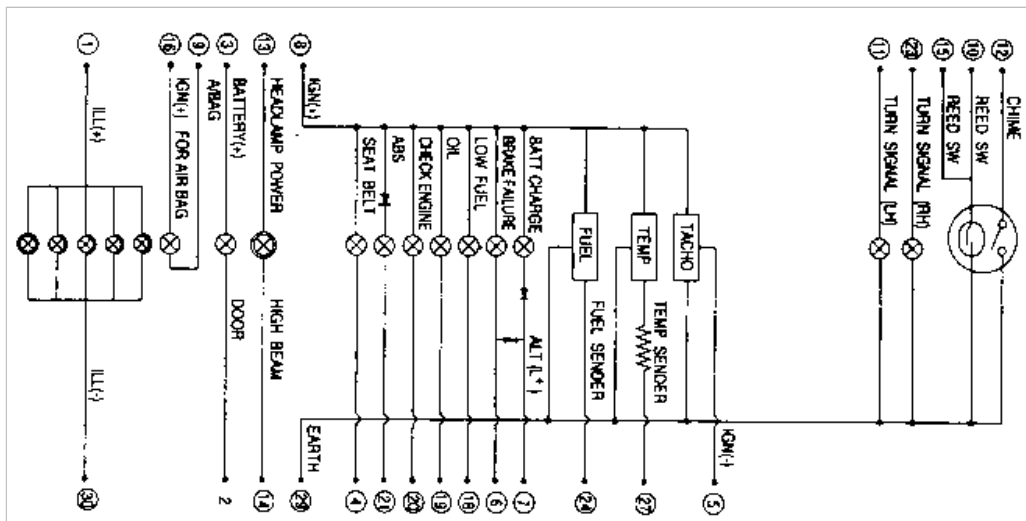 1
16
9
3
13
8
11
23
15
10
12
ILL(+)
IGN(+) FOR AIR BAG
A/BAG
BATTERY(+)
HEADLAMP POWER
IGN(+)
SEAT BELT
ABS
CHECK ENGINE
OIL
LOW FUEL
BRAKE FAILURE
BATT CHARGE
FUEL
TEMP
TACHO
TURN SIGNAL (LH)
TURN SIGNAL (RH)
REED SW
REED SW
CHIME
ILL(-)
DOOR
HIGH BEAM
EARTH
ALT (L+)
FUEL SENDER
TEMP SENDER
IGN(-)
30
2
14
29
4
21
20
19
18
6
7
24
27
5